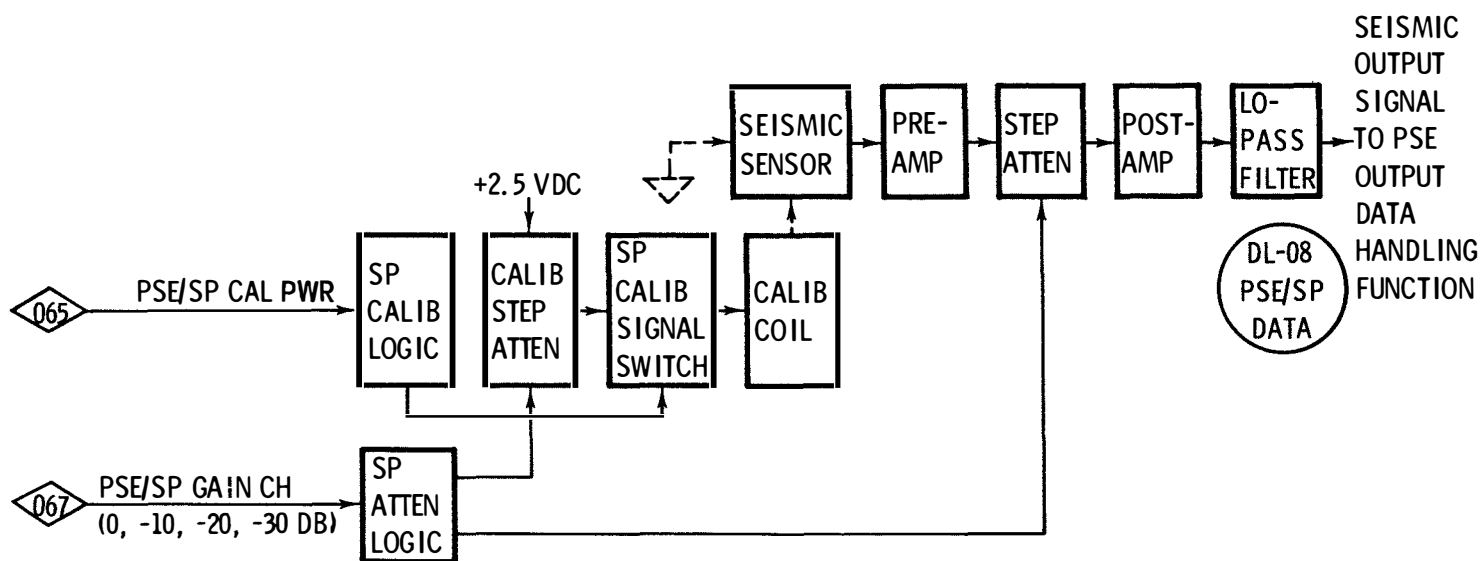 SEISMIC
OUTPUT
SIGNAL
TO PSE
OUTPUT
DATA
HANDLING
FUNCTION
SEISMIC
SENSOR
PRE-
AMP
STEP
ATTEN
POST-
AMP
LO-
PASS
FILTER
+2.5 VDC
065
PSE/SP CAL PWR
SP
CALIB
LOGIC
CALIB
STEP
ATTEN
SP
CALIB
SIGNAL
SWITCH
CALIB
COIL
DL-08
PSE/SP
DATA
067
PSE/SP GAIN CH
(0, -10, -20, -30 DB)
SP
ATTEN
LOGIC